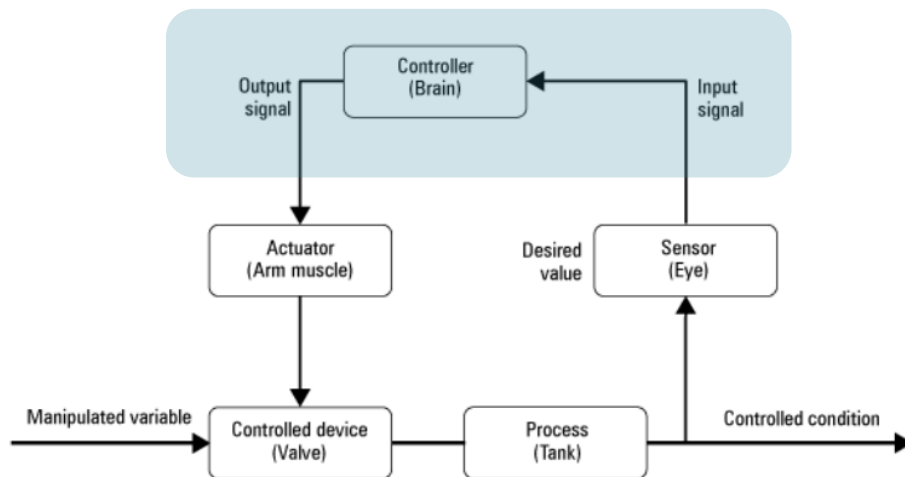 Controller
(Brain)
Output
signal
Input
signal
Actuator
(Arm muscle)
Desired
value
Sensor
(Eye)
Manipulated variable
Controlled device
(Valve)
Process
(Tank)
Controlled condition